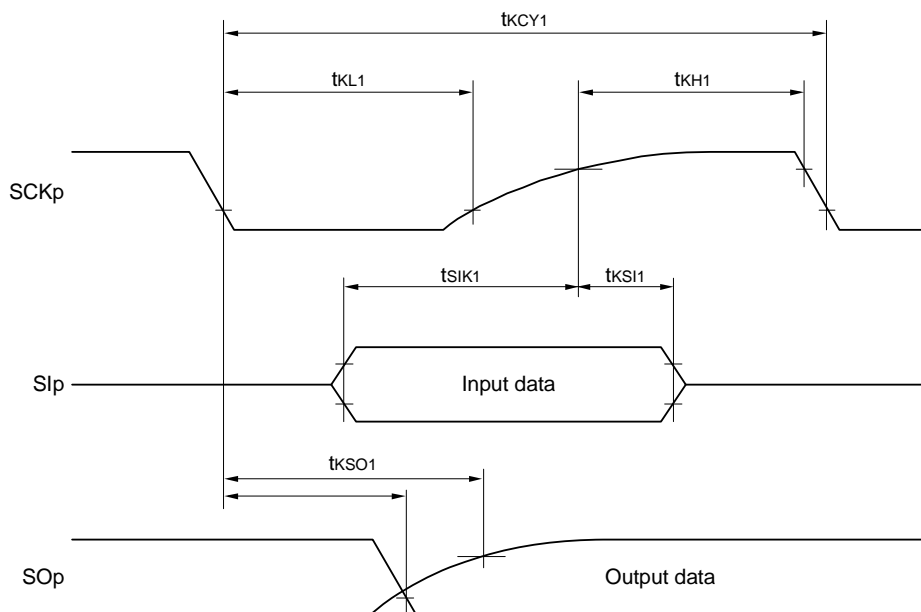 tKCY1
tKL1
tKH1
SCKp
tSIK1
tKSI1
SIp
Input data
tKSO1
SOp
Output data